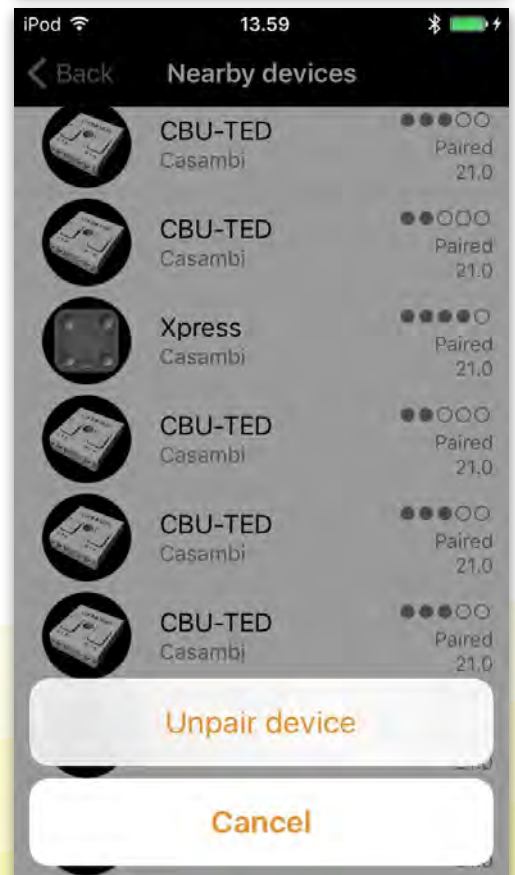 iPod 13.59
Back Nearby devices
CBU-TED
Casambi
Paired
21.0
CBU-TED
Casambi
Paired
21.0
Xpress
Casambi
Paired
21.0
CBU-TED
Casambi
Paired
21.0
CBU-TED
Casambi
Paired
21.0
CBU-TED
Casambi
Paired
21.0
Unpair device
Cancel